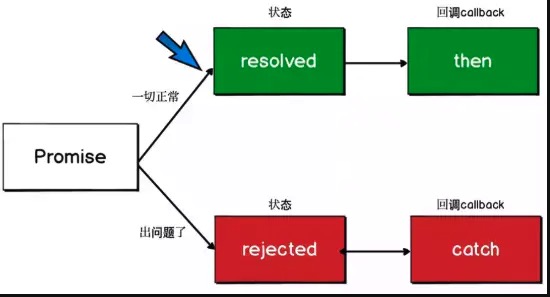 状态
回调callback
resolved
then
一切正常
Promise
出问题了
状态
回调callback
rejected
catch